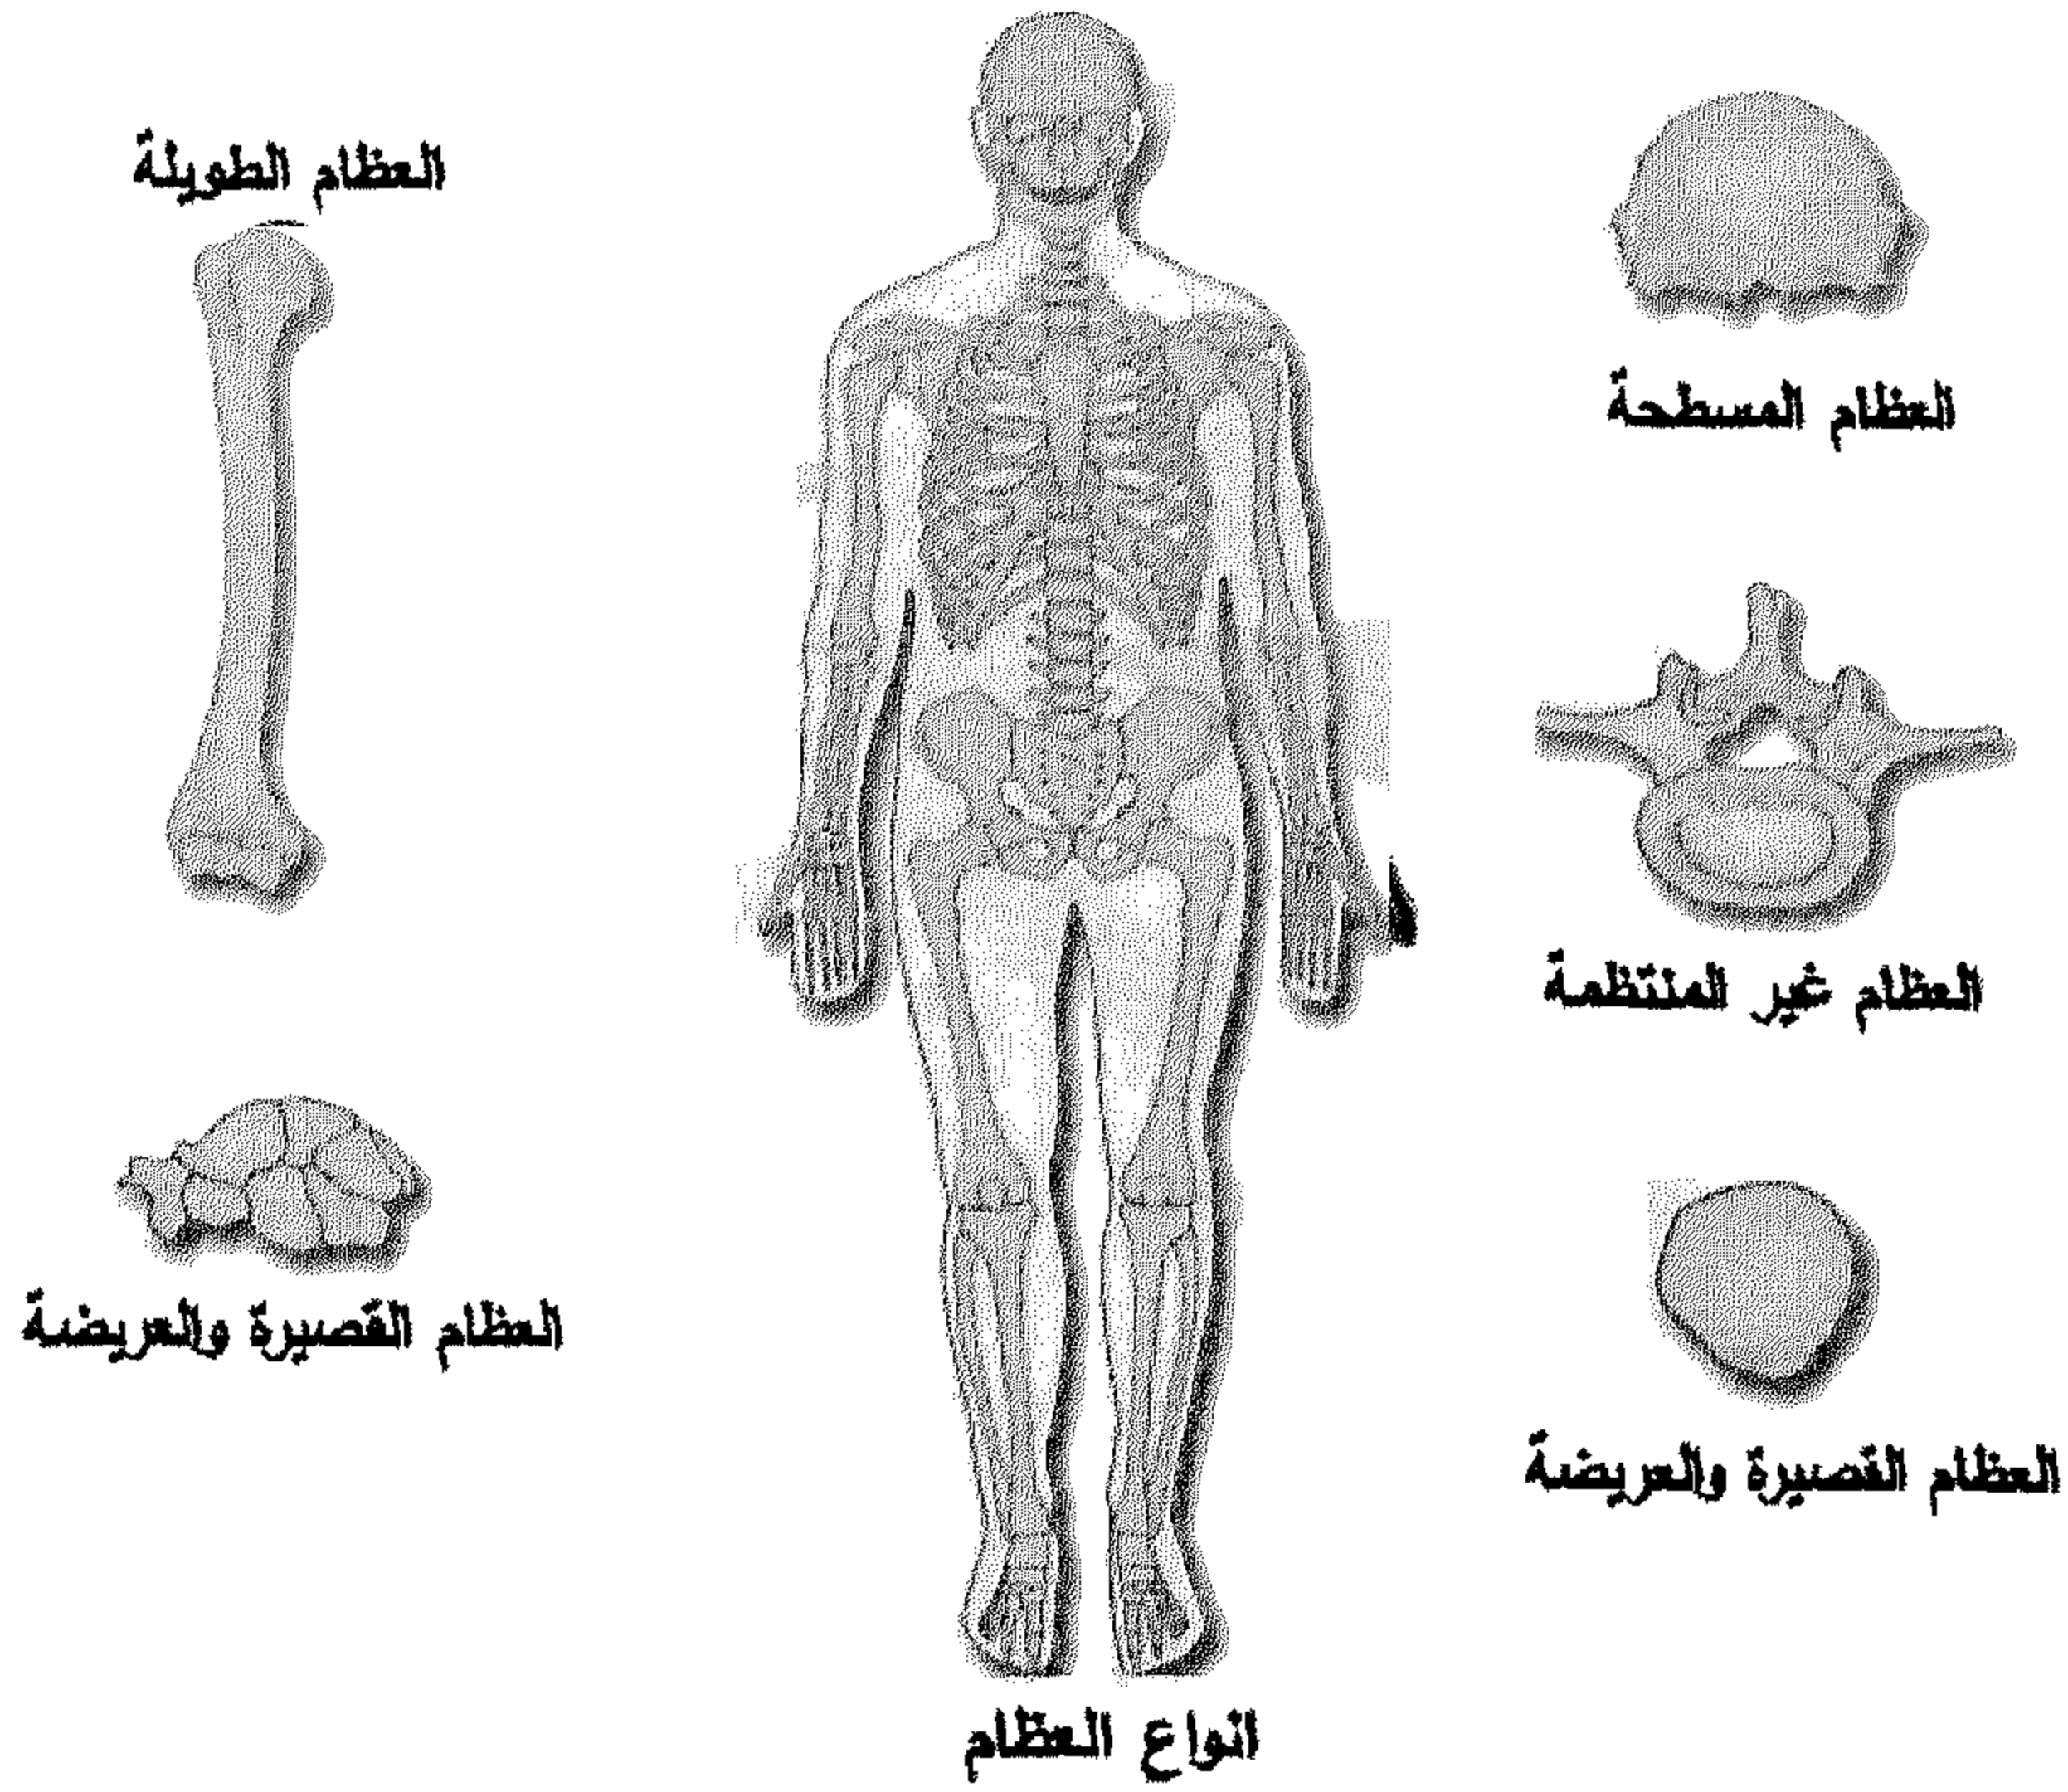 العظام الطويلة
العظام المسطحة
العظام غير المنتظمة
العظام القصيرة والعريضة
العظام القصيرة والعريضة
انواع العظام